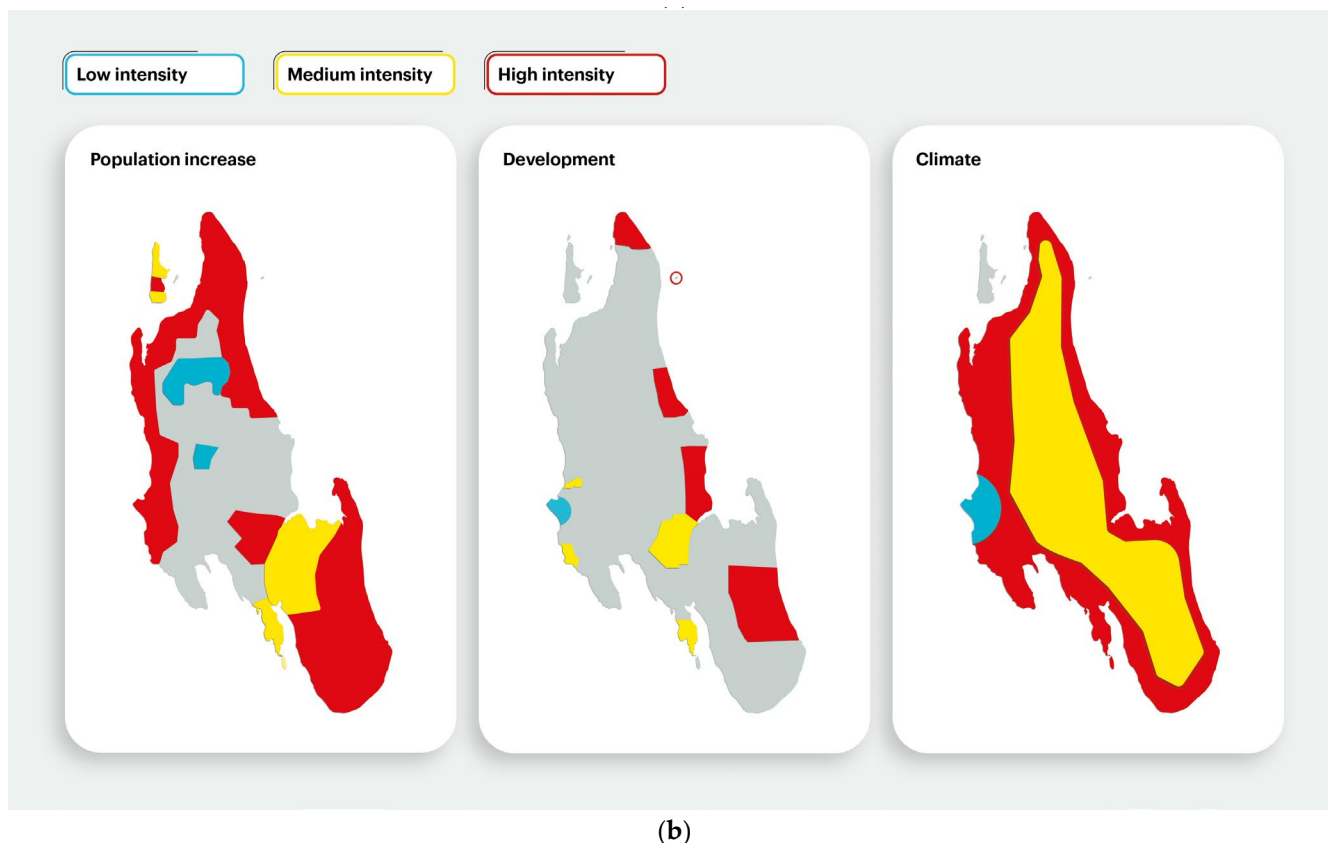 Low intensity
Medium intensity
High intensity
Population increase
Development
Climate
(b)